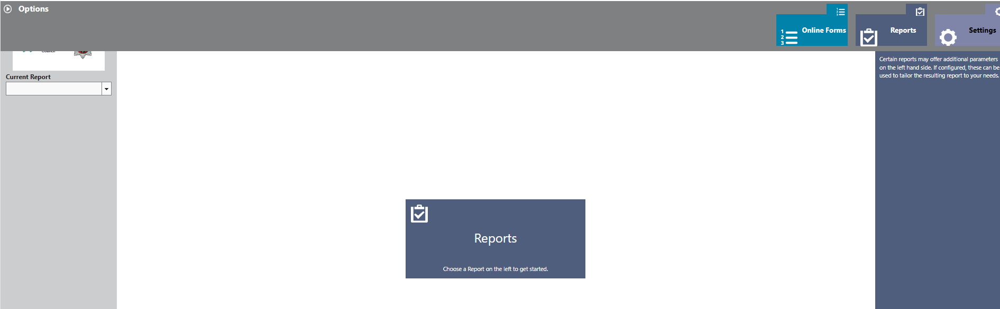 Options
Online Forms
Reports
Settings
Council
Current Report
Certain reports may offer additional parameters
on the left hand side. If configured, these can be
used to tailor the resulting report to your needs.
Reports
Choose a Report on the left to get started.